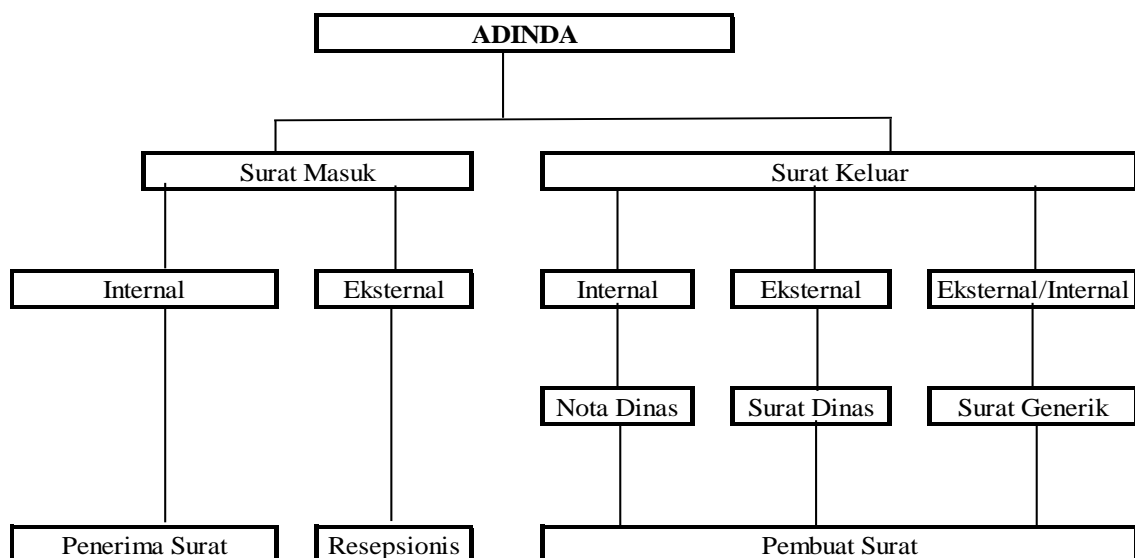 ADINDA
Surat Masuk
Surat Keluar
Internal
Eksternal
Internal
Eksternal
Eksternal/Internal
Nota Dinas
Surat Dinas
Surat Generik
Penerima Surat
Resepsionis
Pembuat Surat